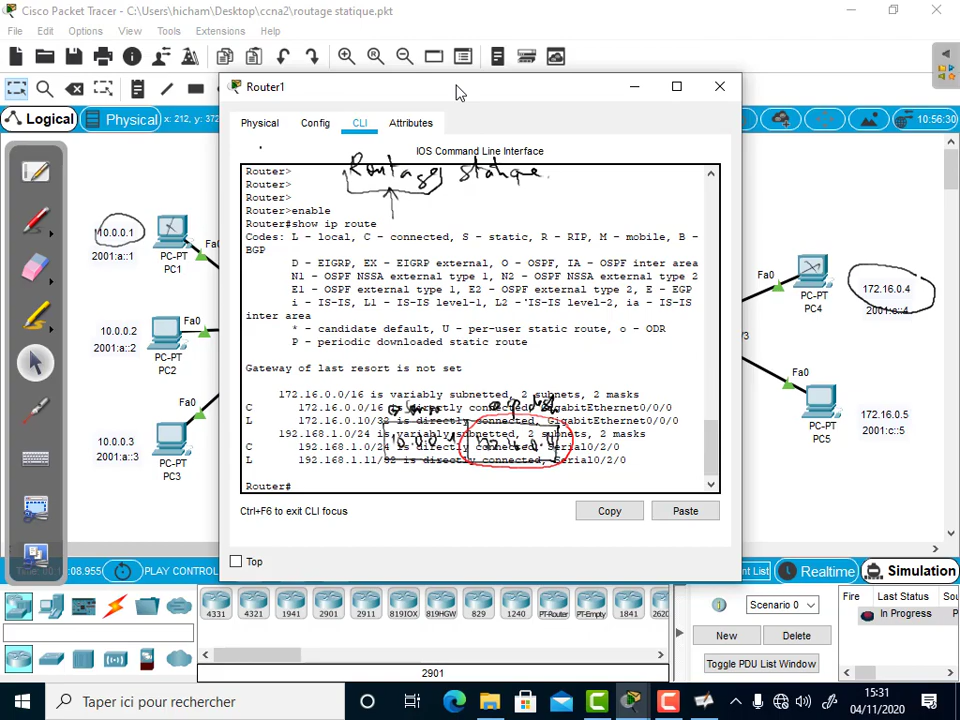 Cisco Packet Tracer - C:\Users\hicham\Desktop\ccna2\routage statique.pkt
File Edit Options View Tools Extensions Help
Logical Physical x: 212, y: 372 10:56:30
Router1
Physical Config CLI Attributes
IOS Command Line Interface
Routage statique.
Router>
Router>
Router>
Router>enable
Router#show ip route
Codes: L - local, C - connected, S - static, R - RIP, M - mobile, B -
BGP
D - EIGRP, EX - EIGRP external, O - OSPF, IA - OSPF inter area
N1 - OSPF NSSA external type 1, N2 - OSPF NSSA external type 2
E1 - OSPF external type 1, E2 - OSPF external type 2, E - EGP
i - IS-IS, L1 - IS-IS level-1, L2 - IS-IS level-2, ia - IS-IS
inter area
* - candidate default, U - per-user static route, o - ODR
P - periodic downloaded static route
Gateway of last resort is not set
172.16.0.0/16 is variably subnetted, 2 subnets, 2 masks
C 172.16.0.0/16 is directly connected, GigabitEthernet0/0/0
L 172.16.0.10/32 is directly connected, GigabitEthernet0/0/0
192.168.1.0/24 is variably subnetted, 2 subnets, 2 masks
C 192.168.1.0/24 is directly connected, Serial0/2/0
L 192.168.1.11/32 is directly connected, Serial0/2/0
Router#
Ctrl+F6 to exit CLI focus
Copy Paste
Top
10.0.0.1
2001:a::1
Fa0
PC-PT
PC1
10.0.0.2
2001:a::2
Fa0
PC-PT
PC2
10.0.0.3
2001:a::3
Fa0
PC-PT
PC3
Fa0
PC-PT
PC4
172.16.0.4
2001:c::4
/3
Fa0
PC-PT
PC5
172.16.0.5
2001:c::5
08.955 PLAY CONTROL
t List Realtime Simulation
4331 4321 1941 2901 2911 819IOX 819HGW 829 1240 PT-Router PT-Empty 1841 2620
2901
Scenario 0
New Delete
Toggle PDU List Window
Fire Last Status Sou
In Progress P
Taper ici pour rechercher
15:31
04/11/2020